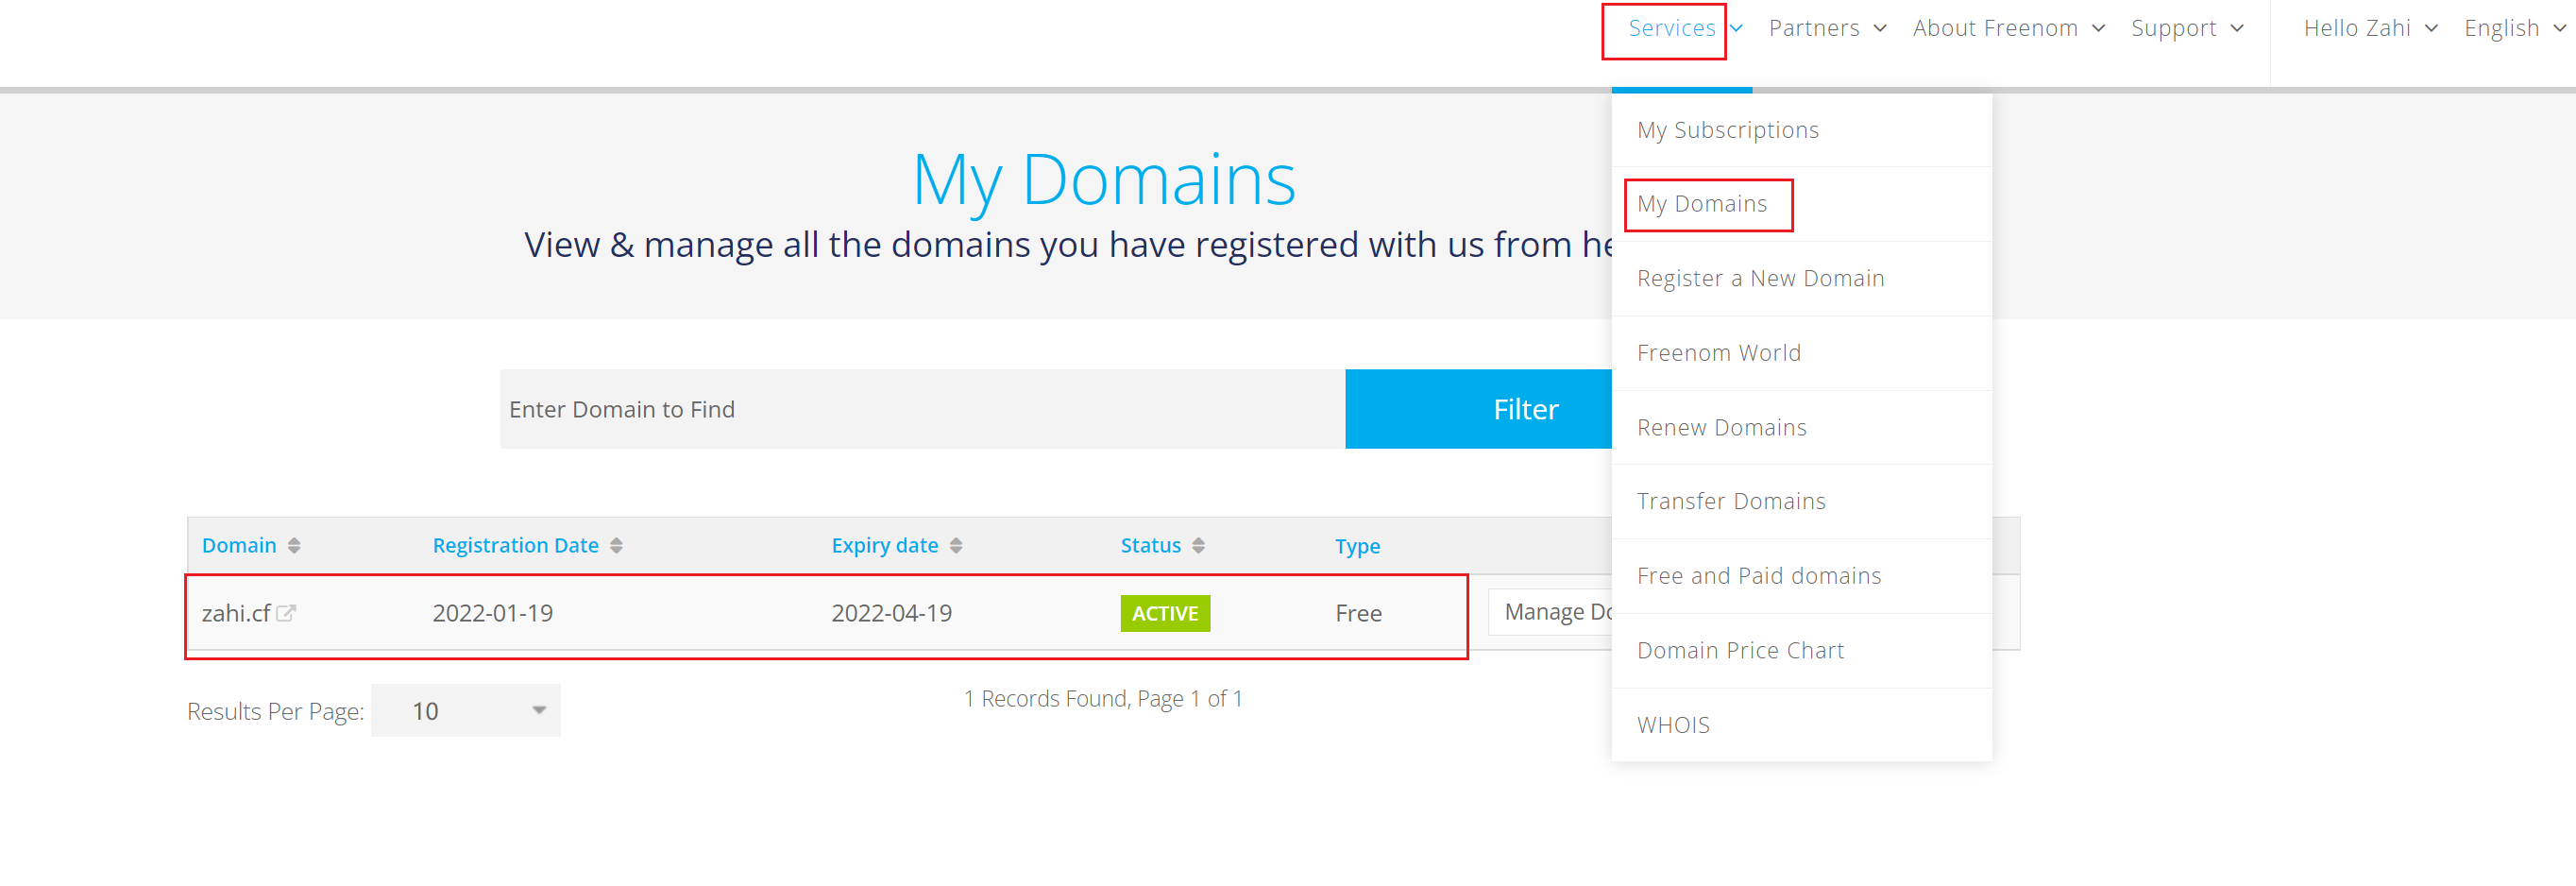 Services Partners About Freenom Support Hello Zahi English
My Subscriptions
My Domains
Register a New Domain
Freenom World
Renew Domains
Transfer Domains
Free and Paid domains
Domain Price Chart
WHOIS
My Domains
View & manage all the domains you have registered with us from
Enter Domain to Find Filter
Domain Registration Date Expiry date Status Type
zahi.cf 2022-01-19 2022-04-19 ACTIVE Free Manage
Results Per Page: 10
1 Records Found, Page 1 of 1